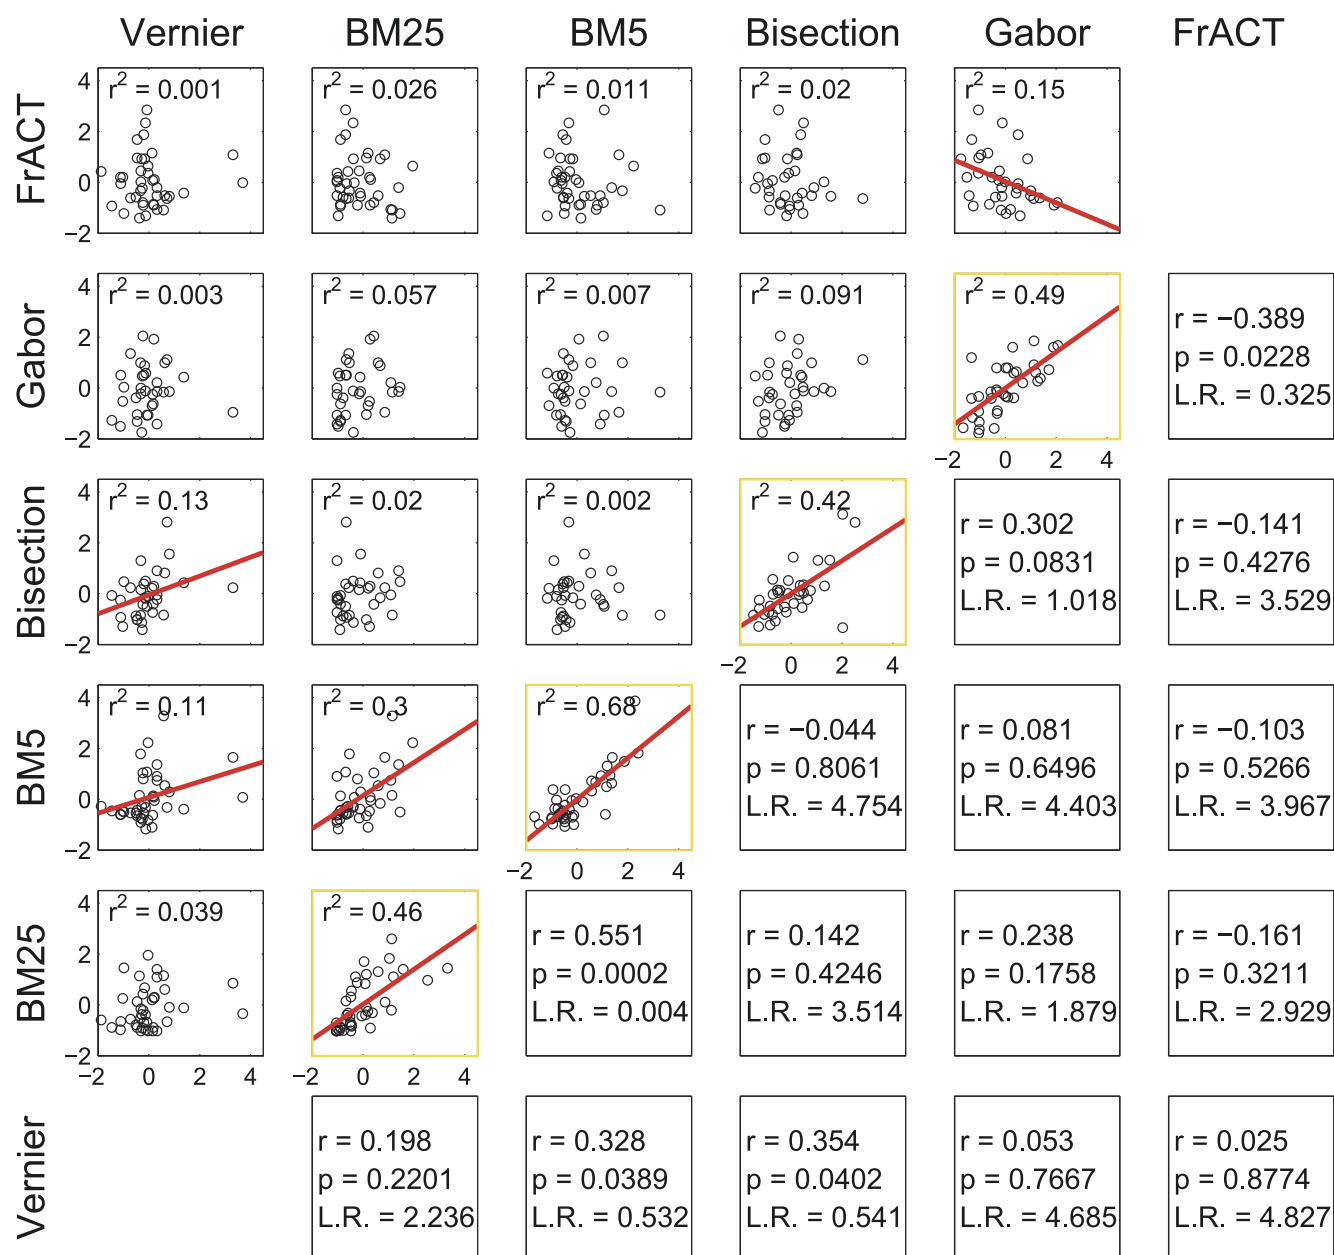 Vernier BM25 BM5 Bisection Gabor FrACT
FrACT
4
2
0
−2
r² = 0.001
r² = 0.026
r² = 0.011
r² = 0.02
r² = 0.15
Gabor
4
2
0
−2
r² = 0.003
r² = 0.057
r² = 0.007
r² = 0.091
r² = 0.49
−2 0 2 4
r = −0.389
p = 0.0228
L.R. = 0.325
Bisection
4
2
0
−2
r² = 0.13
r² = 0.02
r² = 0.002
r² = 0.42
−2 0 2 4
r = 0.302
p = 0.0831
L.R. = 1.018
r = −0.141
p = 0.4276
L.R. = 3.529
BM5
4
2
0
−2
r² = 0.11
r² = 0.3
r² = 0.68
−2 0 2 4
r = −0.044
p = 0.8061
L.R. = 4.754
r = 0.081
p = 0.6496
L.R. = 4.403
r = −0.103
p = 0.5266
L.R. = 3.967
BM25
4
2
0
−2
r² = 0.039
−2 0 2 4
r² = 0.46
−2 0 2 4
r = 0.551
p = 0.0002
L.R. = 0.004
r = 0.142
p = 0.4246
L.R. = 3.514
r = 0.238
p = 0.1758
L.R. = 1.879
r = −0.161
p = 0.3211
L.R. = 2.929
Vernier
r = 0.198
p = 0.2201
L.R. = 2.236
r = 0.328
p = 0.0389
L.R. = 0.532
r = 0.354
p = 0.0402
L.R. = 0.541
r = 0.053
p = 0.7667
L.R. = 4.685
r = 0.025
p = 0.8774
L.R. = 4.827